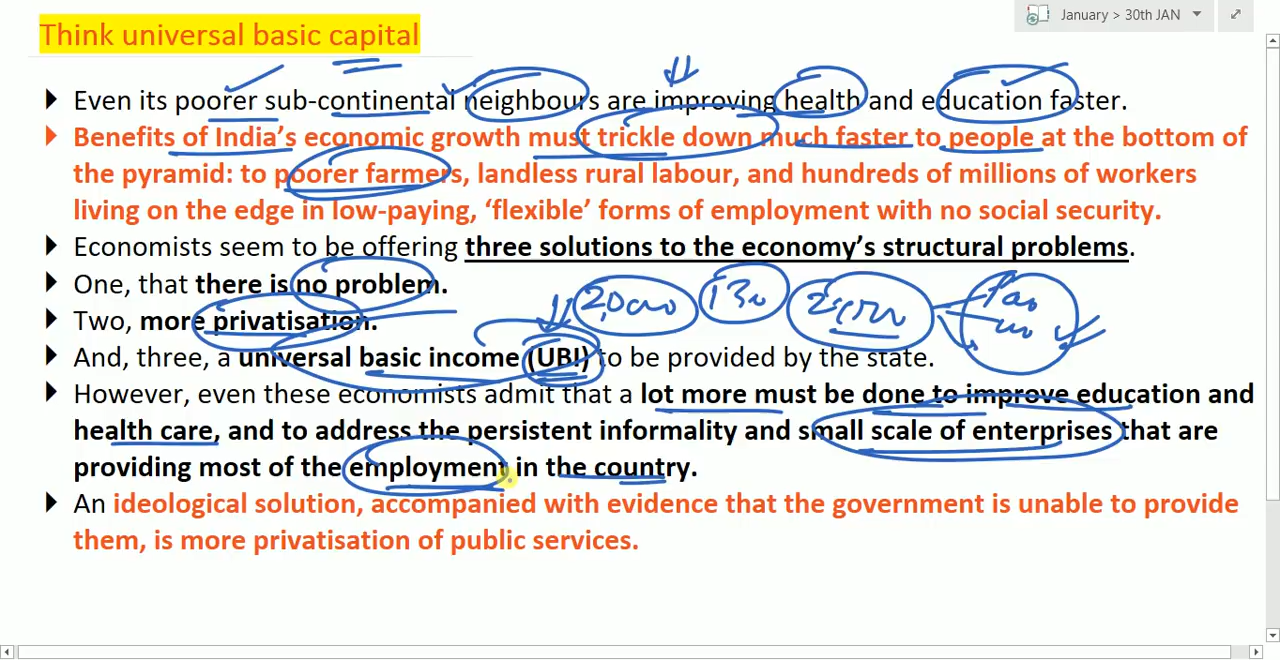 Think universal basic capital
January > 30th JAN
Even its poorer sub-continental neighbours are improving health and education faster.
Benefits of India's economic growth must trickle down much faster to people at the bottom of
the pyramid: to poorer farmers, landless rural labour, and hundreds of millions of workers
living on the edge in low-paying, 'flexible' forms of employment with no social security.
Economists seem to be offering three solutions to the economy's structural problems.
One, that there is no problem.
Two, more privatisation.
And, three, a universal basic income (UBI) to be provided by the state.
However, even these economists admit that a lot more must be done to improve education and
health care, and to address the persistent informality and small scale of enterprises that are
providing most of the employment in the country.
An ideological solution, accompanied with evidence that the government is unable to provide
them, is more privatisation of public services.